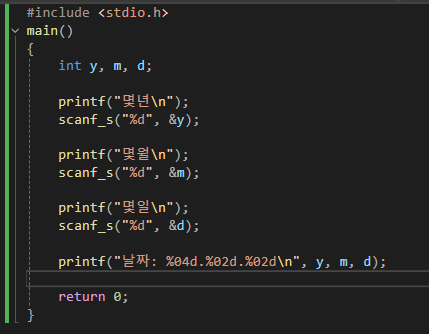 #include <stdio.h>
main()
{
int y, m, d;
printf("몇년\n");
scanf_s("%d", &y);
printf("몇월\n");
scanf_s("%d", &m);
printf("몇일\n");
scanf_s("%d", &d);
printf("날짜: %04d.%02d.%02d\n", y, m, d);
return 0;
}